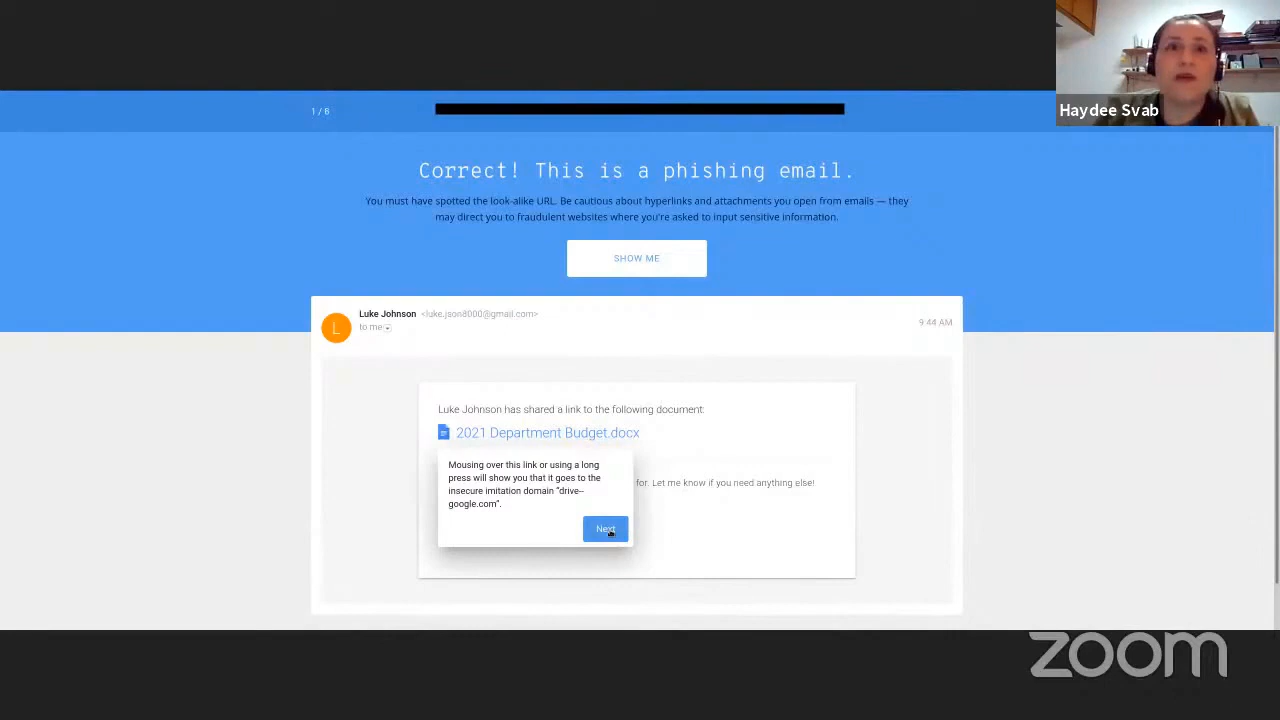 Haydee Svab
1 / 6
Correct! This is a phishing email.
You must have spotted the look-alike URL. Be cautious about hyperlinks and attachments you open from emails — they
may direct you to fraudulent websites where you're asked to input sensitive information.
SHOW ME
L
Luke Johnson <luke.json8000@gmail.com>
to me
9:44 AM
Luke Johnson has shared a link to the following document:
2021 Department Budget.docx
for. Let me know if you need anything else!
Mousing over this link or using a long
press will show you that it goes to the
insecure imitation domain "drive--
google.com".
Next
zoom